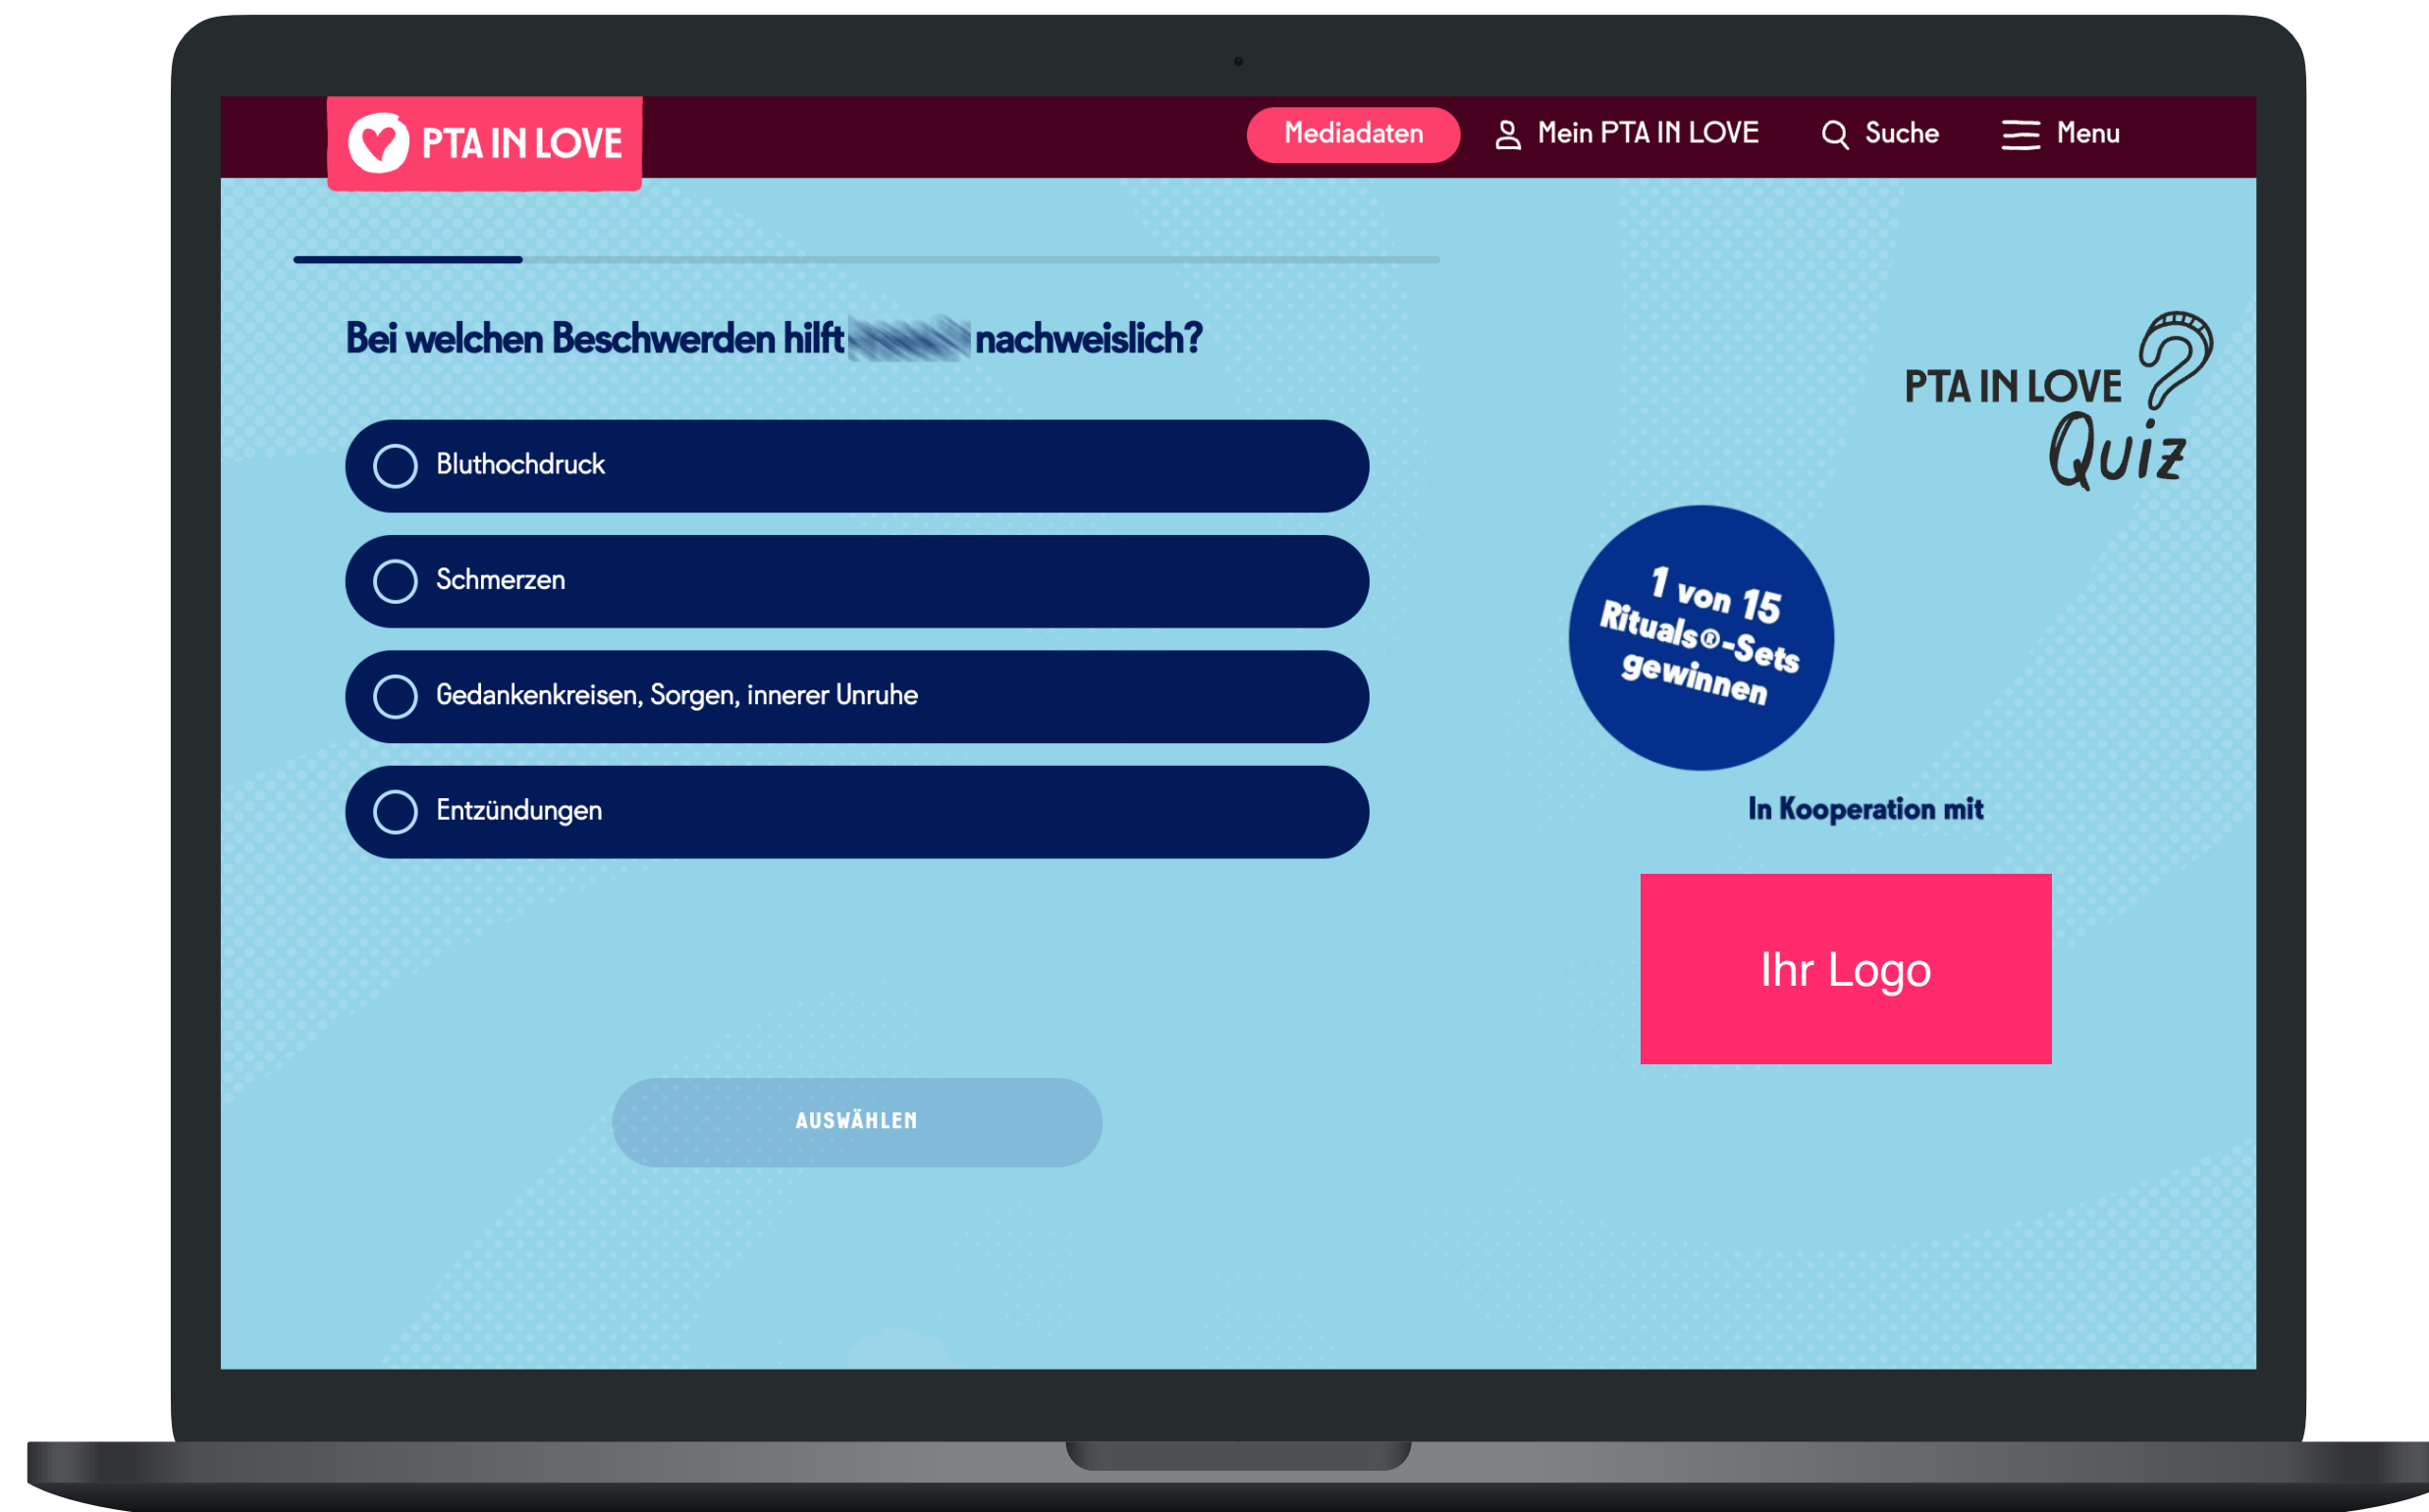 PTA IN LOVE
Mediadaten
Mein PTA IN LOVE
Suche
Menu
Bei welchen Beschwerden hilft nachweislich?
Bluthochdruck
Schmerzen
Gedankenkreisen, Sorgen, innerer Unruhe
Entzündungen
AUSWÄHLEN
PTA IN LOVE
Quiz
1 von 15
Rituals®-Sets
gewinnen
In Kooperation mit
Ihr Logo